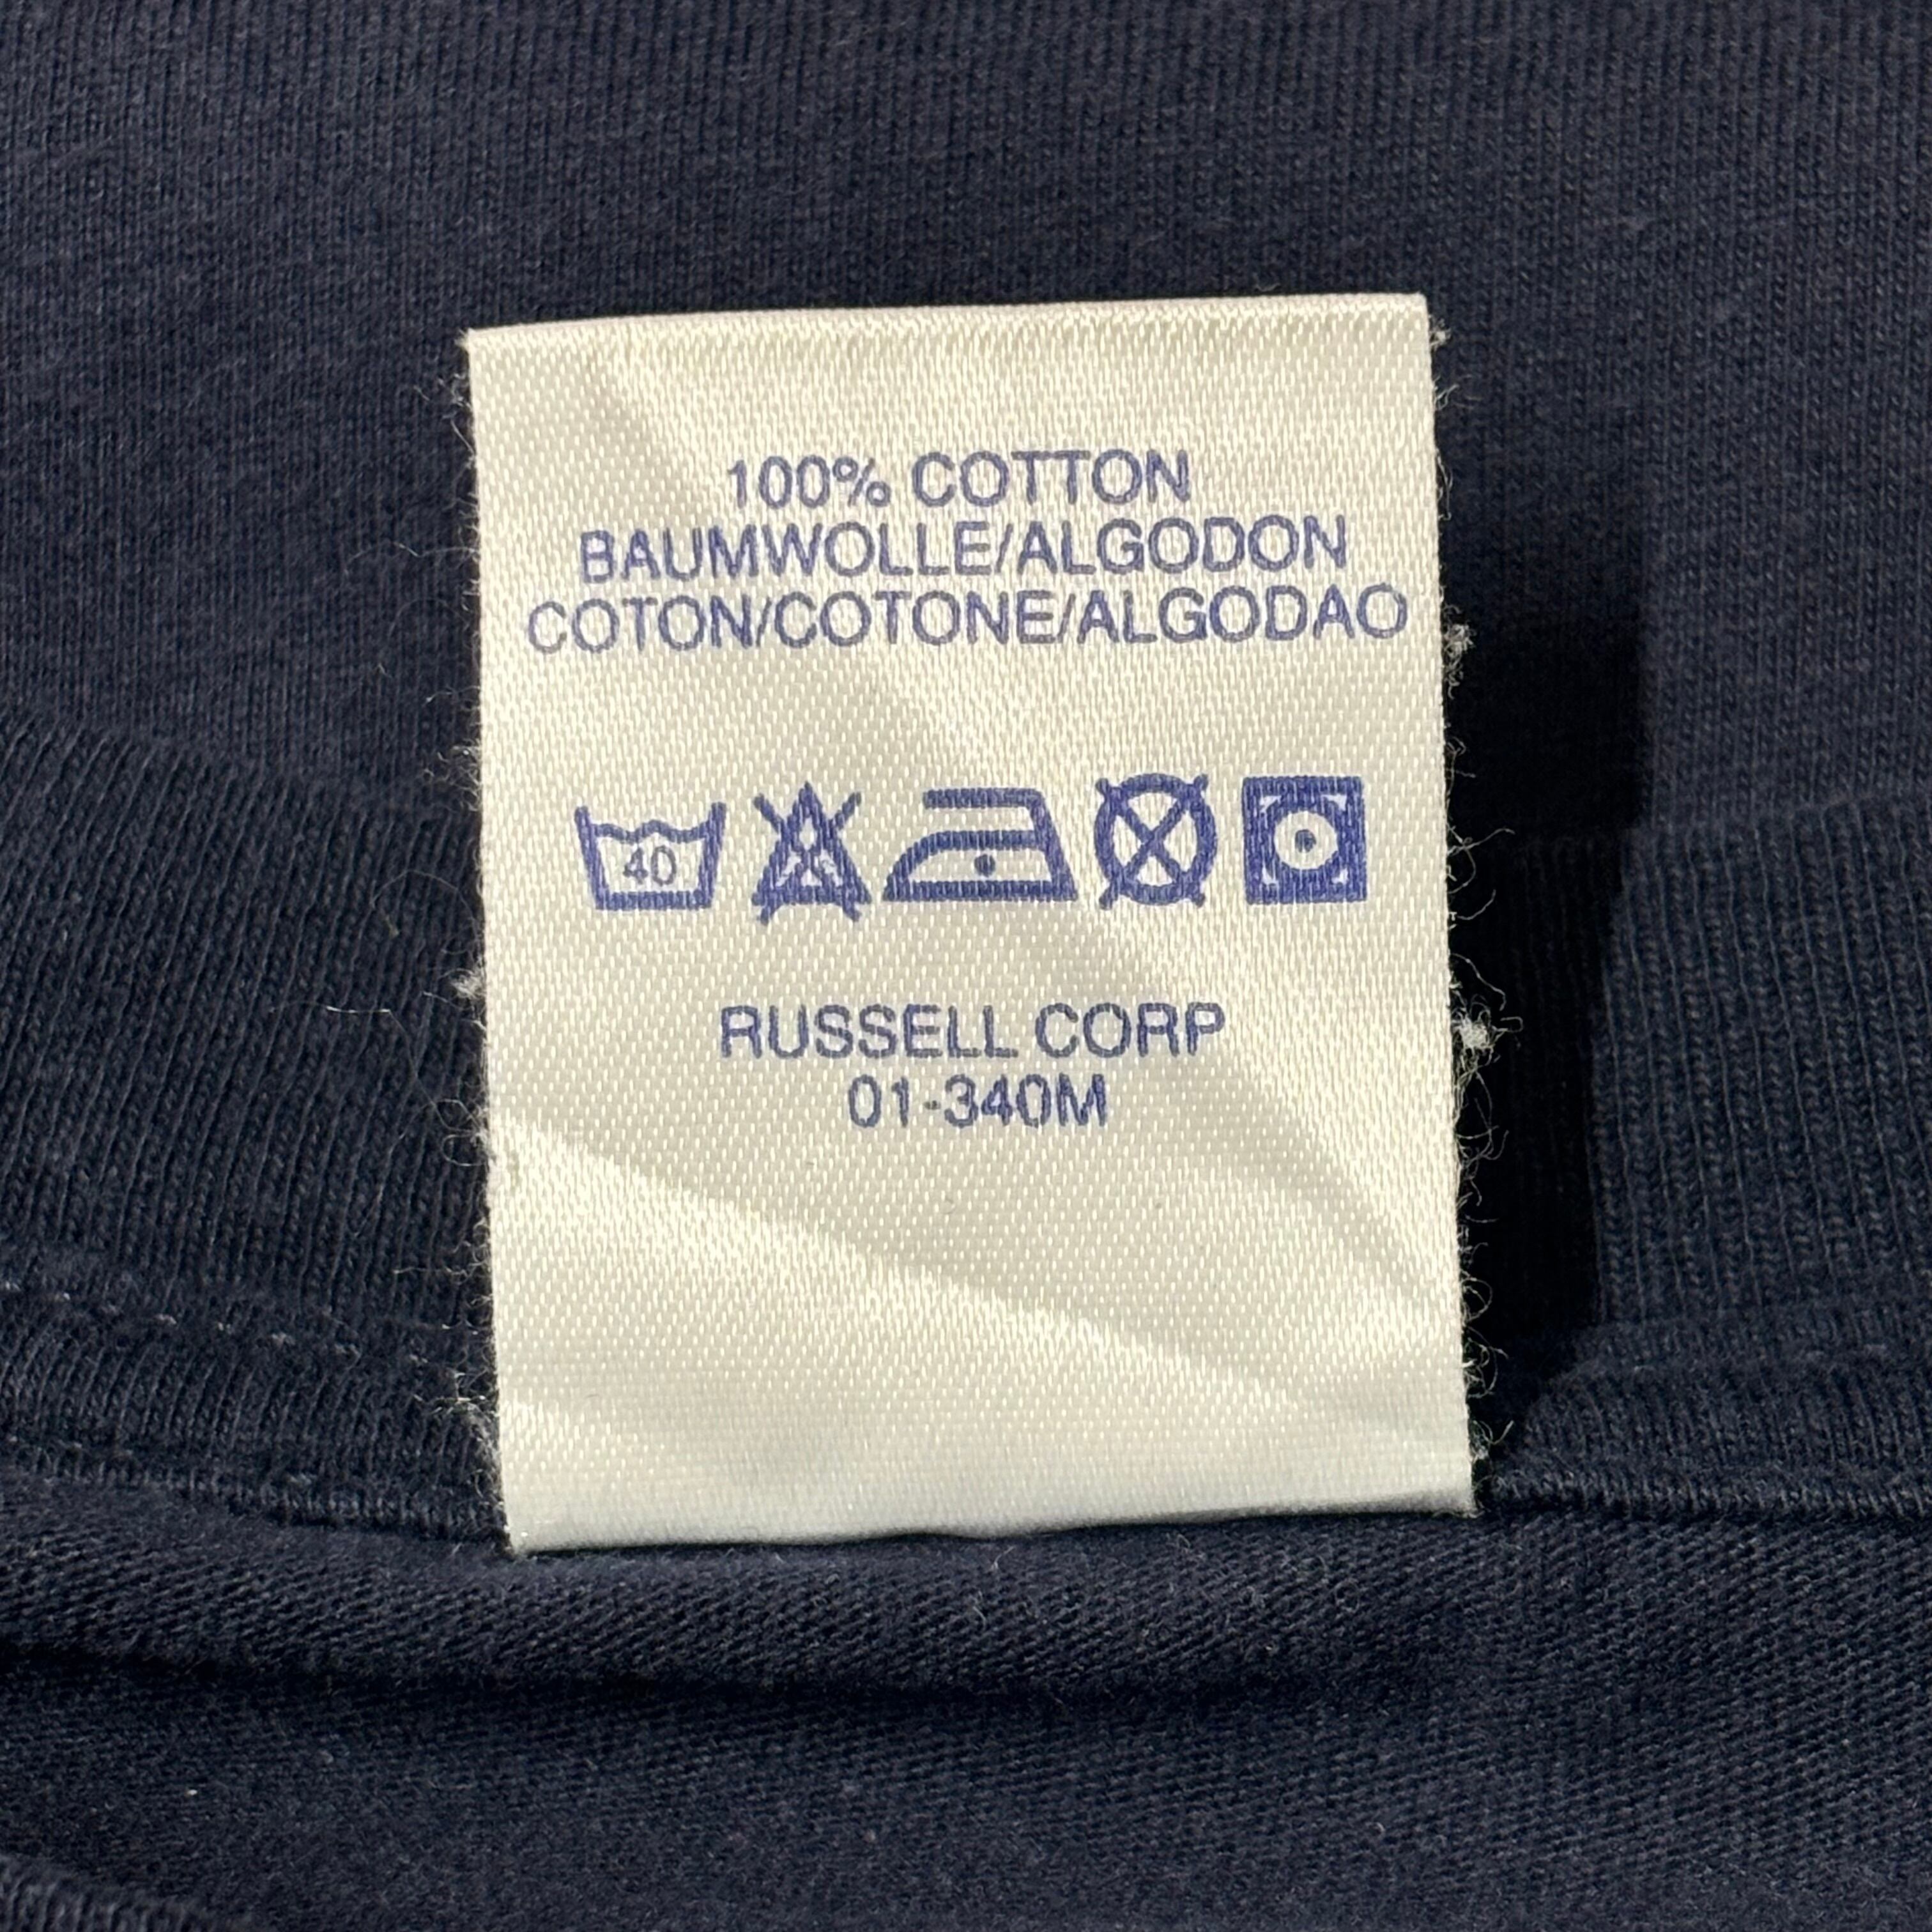 100% COTTON
BAUMWOLLE/ALGODON
COTON/COTONE/ALGODAO
40
RUSSELL CORP
01-340M